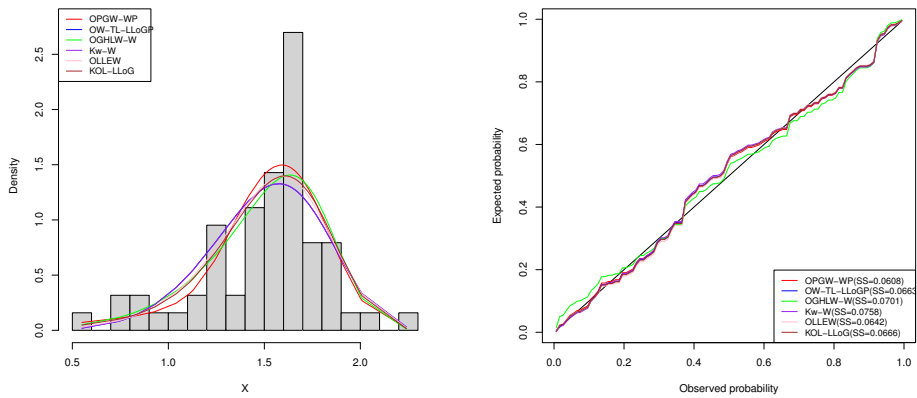 OPGW−WP
OW−TL−LLoGP
OGHLW−W
Kw−W
OLLEW
KOL−LLoG
Density
0.0
0.5
1.0
1.5
2.0
2.5
0.5
1.0
1.5
2.0
X
Expected probability
0.0
0.2
0.4
0.6
0.8
1.0
OPGW−WP(SS=0.0608)
OW−TL−LLoGP(SS=0.0663
OGHLW−W(SS=0.0701)
Kw−W(SS=0.0758)
OLLEW(SS=0.0642)
KOL−LLoG(SS=0.0666)
0.0
0.2
0.4
0.6
0.8
1.0
Observed probability